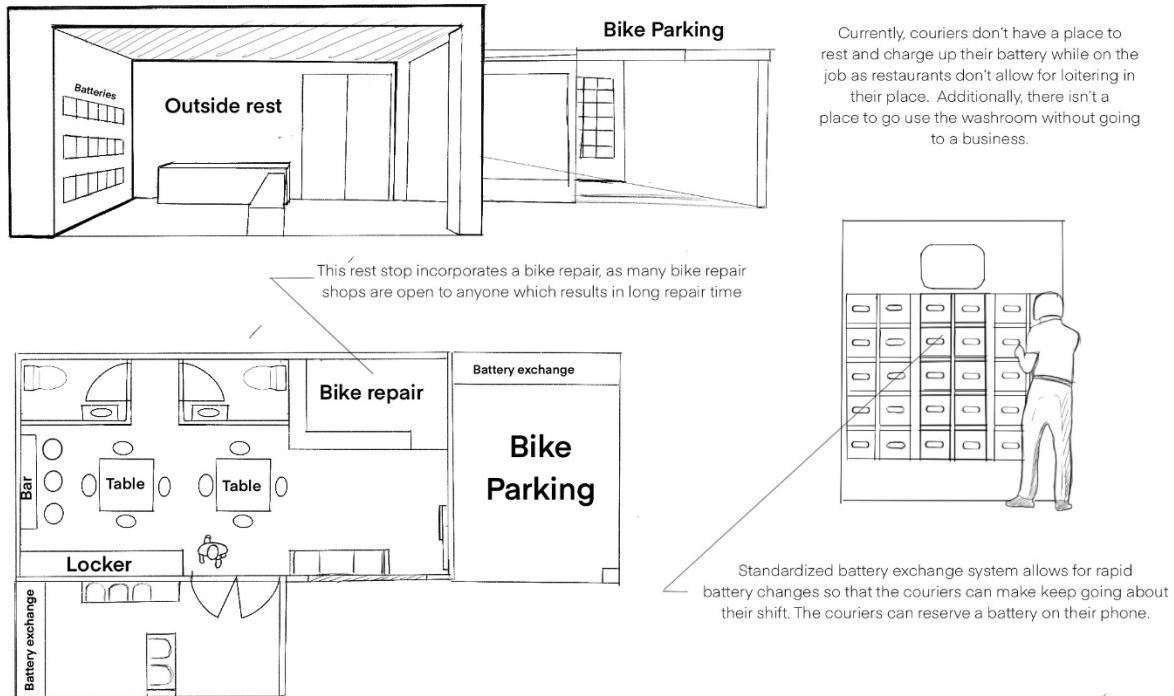 Bike Parking
Batteries
Outside rest
Currently, couriers don't have a place to
rest and charge up their battery while on the
job as restaurants don't allow for loitering in
their place. Additionally, there isn't a
place to go use the washroom without going
to a business.
This rest stop incorporates a bike repair, as many bike repair
shops are open to anyone which results in long repair time
Bike repair
Battery exchange
Bike
Parking
Bar
Table
Table
Locker
Battery exchange
Standardized battery exchange system allows for rapid
battery changes so that the couriers can make keep going about
their shift. The couriers can reserve a battery on their phone.